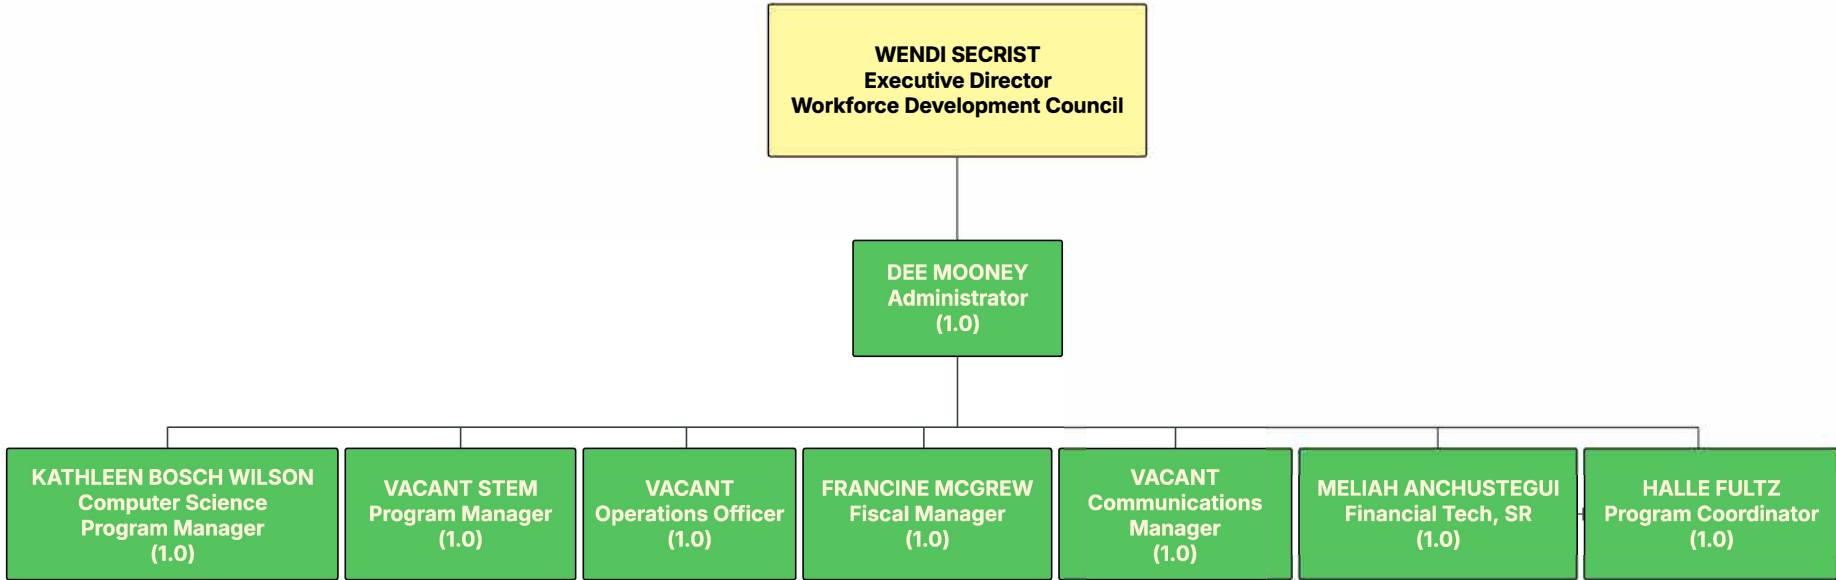 WENDI SECRIST
Executive Director
Workforce Development Council
DEE MOONEY
Administrator
(1.0)
KATHLEEN BOSCH WILSON
Computer Science
Program Manager
(1.0)
VACANT STEM
Program Manager
(1.0)
VACANT
Operations Officer
(1.0)
FRANCINE MCGREW
Fiscal Manager
(1.0)
VACANT
Communications
Manager
(1.0)
MELIAH ANCHUSTEGUI
Financial Tech, SR
(1.0)
HALLE FULTZ
Program Coordinator
(1.0)